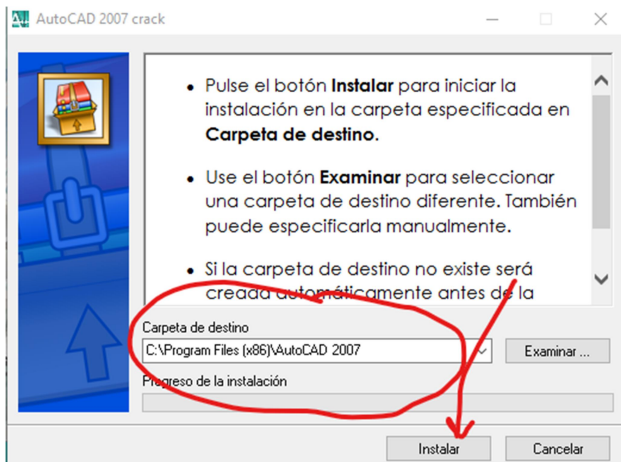 AutoCAD 2007 crack
• Pulse el botón Instalar para iniciar la
instalación en la carpeta especificada en
Carpeta de destino.
• Use el botón Examinar para seleccionar
una carpeta de destino diferente. También
puede especificarla manualmente.
• Si la carpeta de destino no existe será
creada automáticamente antes de la
Carpeta de destino
C:\Program Files (x86)\AutoCAD 2007
Examinar ...
Progreso de la instalación
Instalar
Cancelar